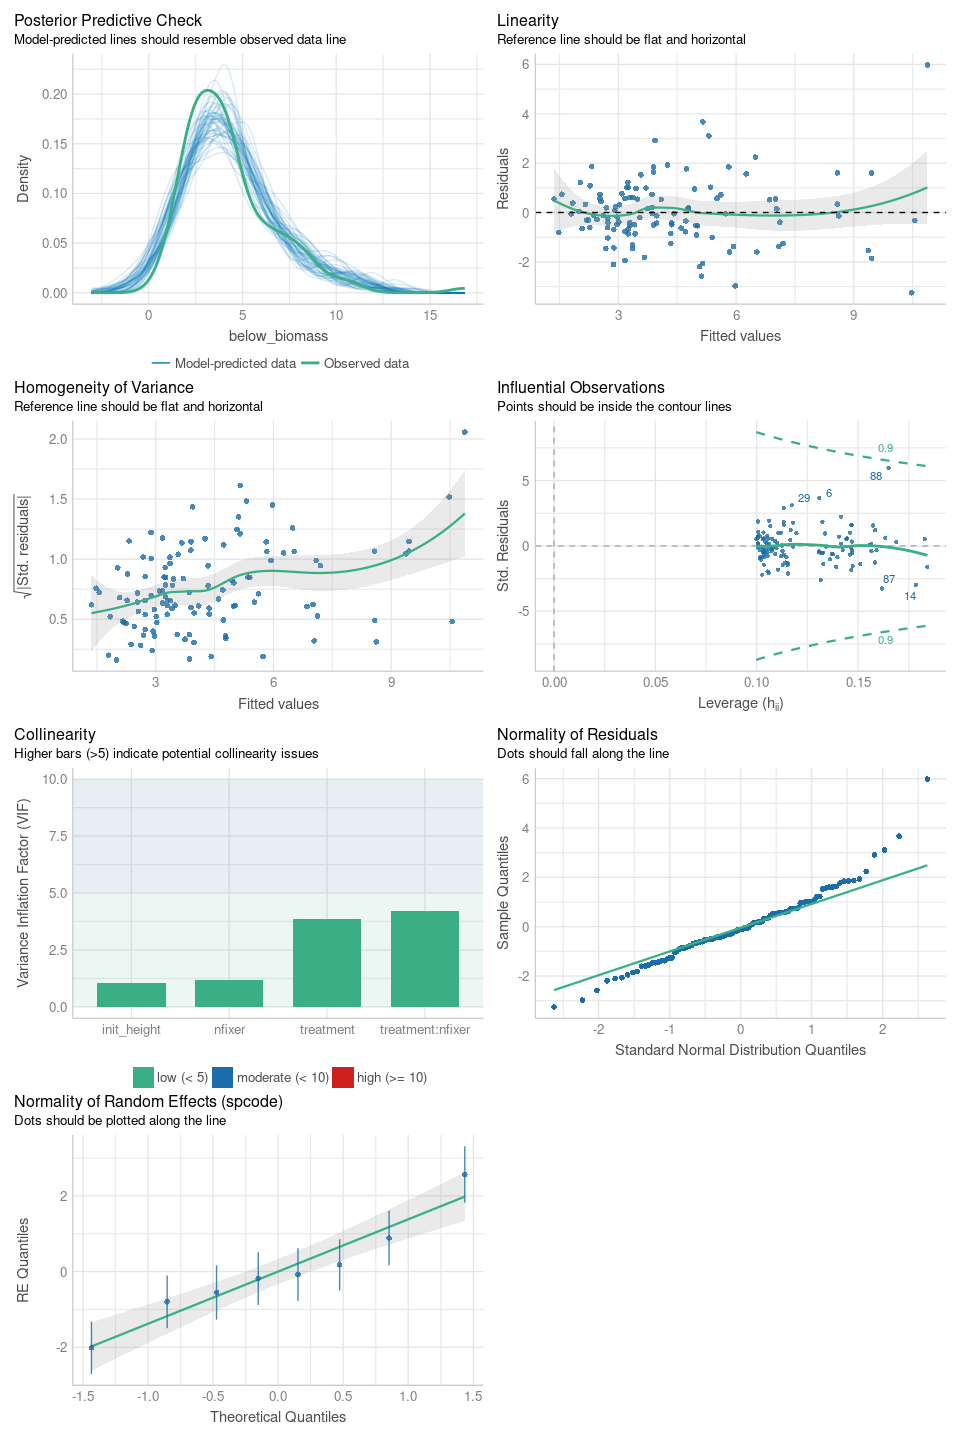 Posterior Predictive Check
Model-predicted lines should resemble observed data line
Density
0.20
0.15
0.10
0.05
0.00
0 5 10 15
below_biomass
Model-predicted data Observed data
Linearity
Reference line should be flat and horizontal
Residuals
6
4
2
0
-2
3 6 9
Fitted values
Homogeneity of Variance
Reference line should be flat and horizontal
√|Std. residuals|
2.0
1.5
1.0
0.5
3 6 9
Fitted values
Influential Observations
Points should be inside the contour lines
Std. Residuals
5
0
-5
0.9
88
29 6
87
14
0.9
0.00 0.05 0.10 0.15
Leverage (hii)
Collinearity
Higher bars (>5) indicate potential collinearity issues
Variance Inflation Factor (VIF)
10.0
7.5
5.0
2.5
0.0
init_height nfixer treatment treatment:nfixer
low (< 5) moderate (< 10) high (>= 10)
Normality of Residuals
Dots should fall along the line
Sample Quantiles
6
4
2
0
-2
-2 -1 0 1 2
Standard Normal Distribution Quantiles
Normality of Random Effects (spcode)
Dots should be plotted along the line
RE Quantiles
2
0
-2
-1.5 -1.0 -0.5 0.0 0.5 1.0 1.5
Theoretical Quantiles